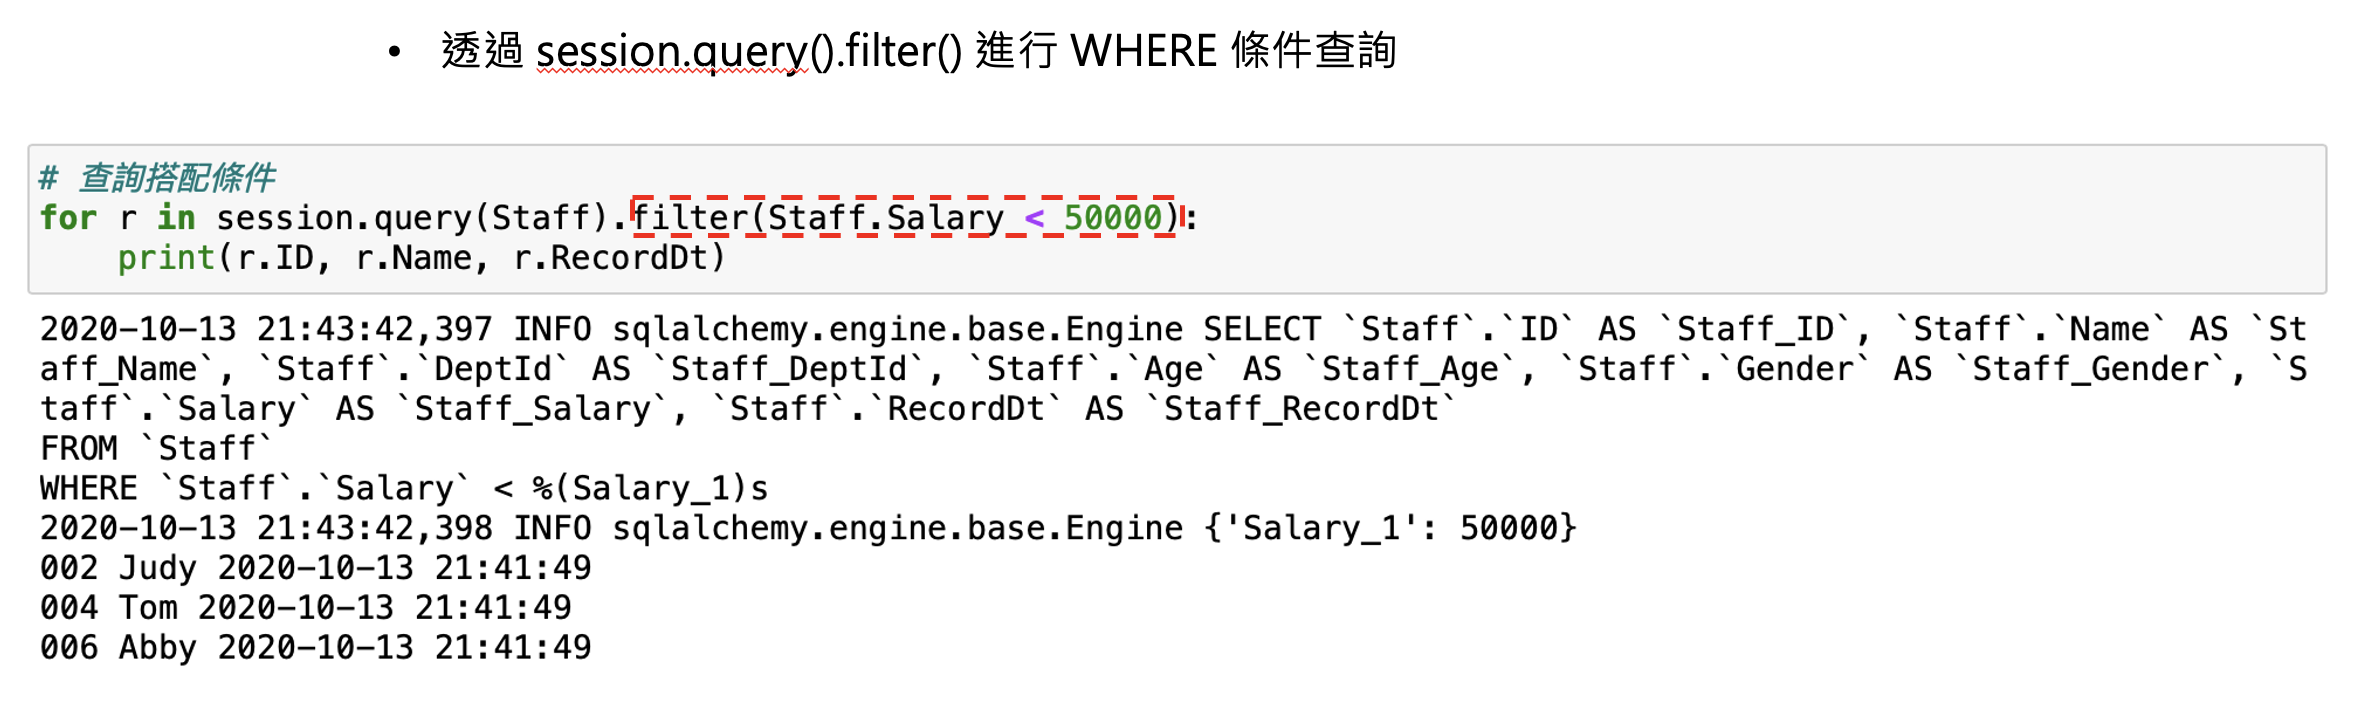 • 透過 session.query().filter() 進行 WHERE 條件查詢
# 查詢搭配條件
for r in session.query(Staff).filter(Staff.Salary < 50000):
    print(r.ID, r.Name, r.RecordDt)
2020-10-13 21:43:42,397 INFO sqlalchemy.engine.base.Engine SELECT `Staff`.`ID` AS `Staff_ID`, `Staff`.`Name` AS `St
aff_Name`, `Staff`.`DeptId` AS `Staff_DeptId`, `Staff`.`Age` AS `Staff_Age`, `Staff`.`Gender` AS `Staff_Gender`, `S
taff`.`Salary` AS `Staff_Salary`, `Staff`.`RecordDt` AS `Staff_RecordDt`
FROM `Staff`
WHERE `Staff`.`Salary` < %(Salary_1)s
2020-10-13 21:43:42,398 INFO sqlalchemy.engine.base.Engine {'Salary_1': 50000}
002 Judy 2020-10-13 21:41:49
004 Tom 2020-10-13 21:41:49
006 Abby 2020-10-13 21:41:49